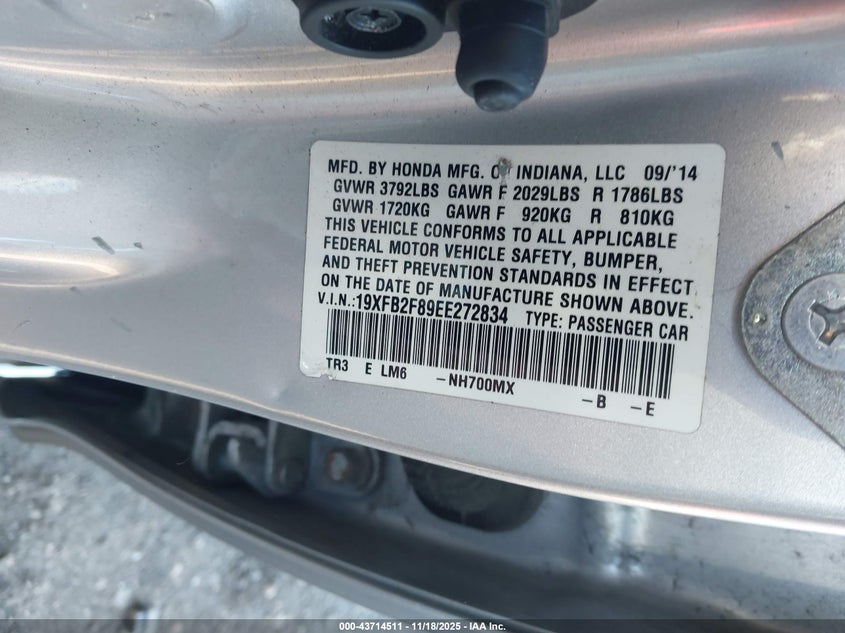 MFD. BY HONDA MFG. OF INDIANA, LLC 09/'14
GVWR 3792LBS GAWR F 2029LBS R 1786LBS
GVWR 1720KG GAWR F 920KG R 810KG
THIS VEHICLE CONFORMS TO ALL APPLICABLE
FEDERAL MOTOR VEHICLE SAFETY, BUMPER,
AND THEFT PREVENTION STANDARDS IN EFFECT
ON THE DATE OF MANUFACTURE SHOWN ABOVE.
V.I.N.:19XFB2F89EE272834 TYPE: PASSENGER CAR
TR3 E LM6 -NH700MX -B -E
000-43714511 - 11/18/2025 - IAA Inc.